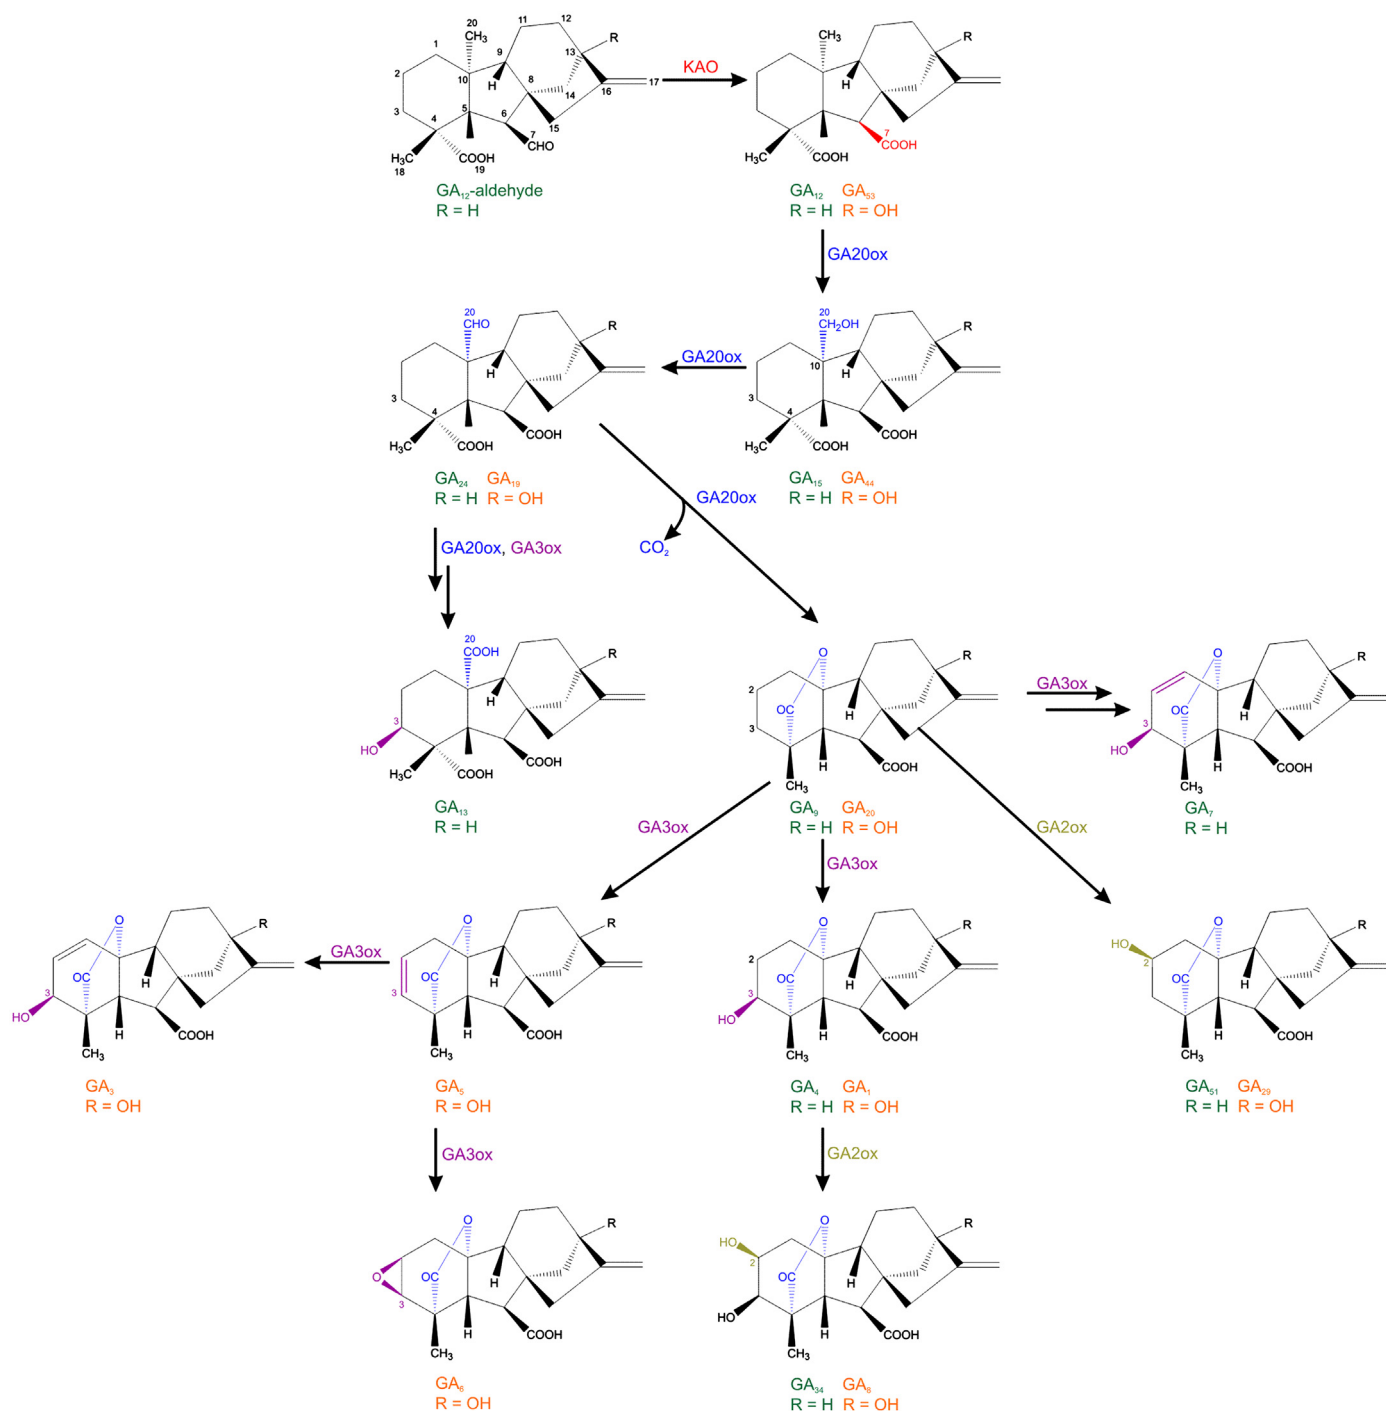 20
CH₃
1
2
3
4
5
6
7
8
9
10
11
12
13
14
15
16
17
R
H
CHO
H₃C
18
COOH
19
GA₁₂-aldehyde
R = H
KAO
CH₃
R
H
7
COOH
H₃C
COOH
GA₁₂ GA₅₃
R = H R = OH
GA20ox
20
CHO
R
H
3
4
H₃C
COOH
COOH
GA₂₄ GA₁₉
R = H R = OH
GA20ox
20
CH₂OH
R
10
H
3
4
H₃C
COOH
COOH
GA₁₅ GA₄₄
R = H R = OH
GA20ox
CO₂
GA20ox, GA3ox
20
COOH
R
H
3
HO
H₃C
COOH
COOH
GA₁₃
R = H
O
R
2
OC
H
3
H
COOH
CH₃
GA₉ GA₂₀
R = H R = OH
GA3ox
O
R
OC
H
3
HO
H
COOH
CH₃
GA₇
R = H
GA3ox
GA3ox
GA2ox
O
R
OC
H
3
HO
H
COOH
CH₃
GA₃
R = OH
GA3ox
O
R
OC
H
3
H
COOH
CH₃
GA₅
R = OH
O
R
2
OC
H
3
HO
H
COOH
CH₃
GA₄ GA₁
R = H R = OH
O
R
HO
2
OC
H
H
COOH
CH₃
GA₅₁ GA₂₉
R = H R = OH
GA3ox
GA2ox
O
R
OC
H
O
3
H
COOH
CH₃
GA₆
R = OH
O
R
HO
2
OC
H
HO
H
COOH
CH₃
GA₃₄ GA₈
R = H R = OH